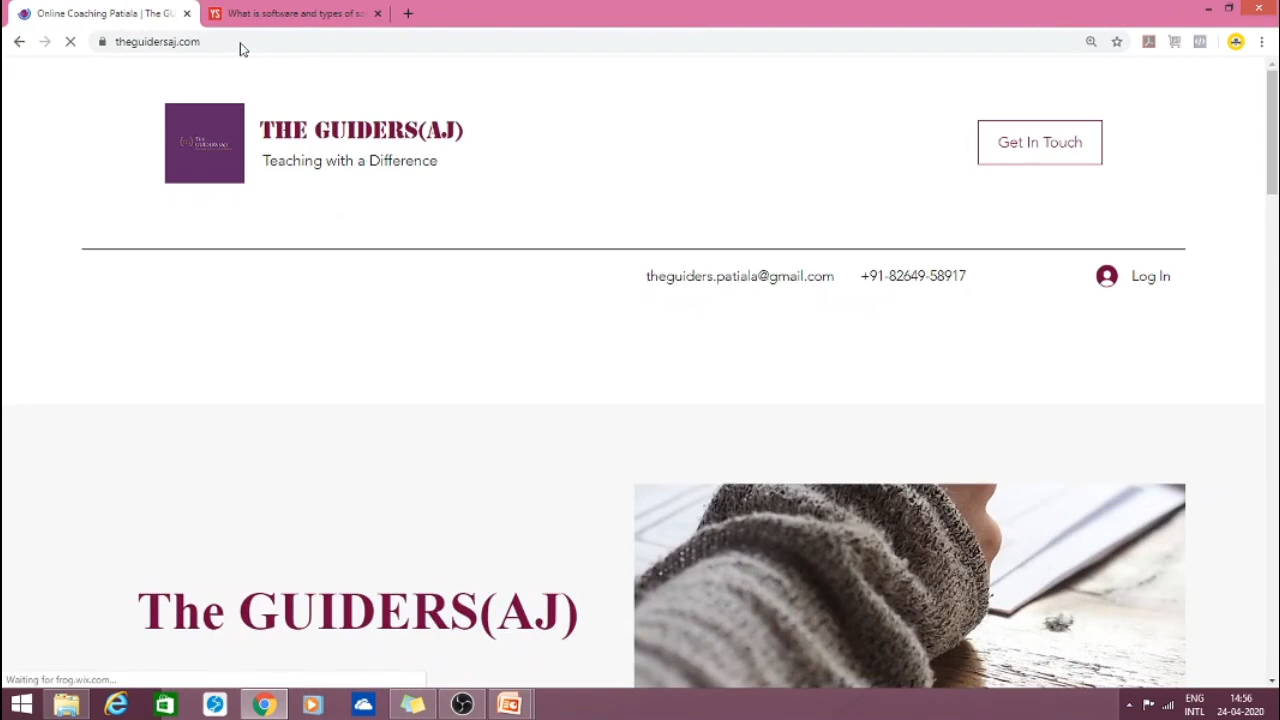 Online Coaching Patiala | The GU
What is software and types of so
theguidersaj.com
THE GUIDERS(AJ)
Teaching with a Difference
Get In Touch
theguiders.patiala@gmail.com
+91-82649-58917
Log In
The GUIDERS(AJ)
Waiting for frog.wix.com...
ENG
INTL
14:56
24-04-2020